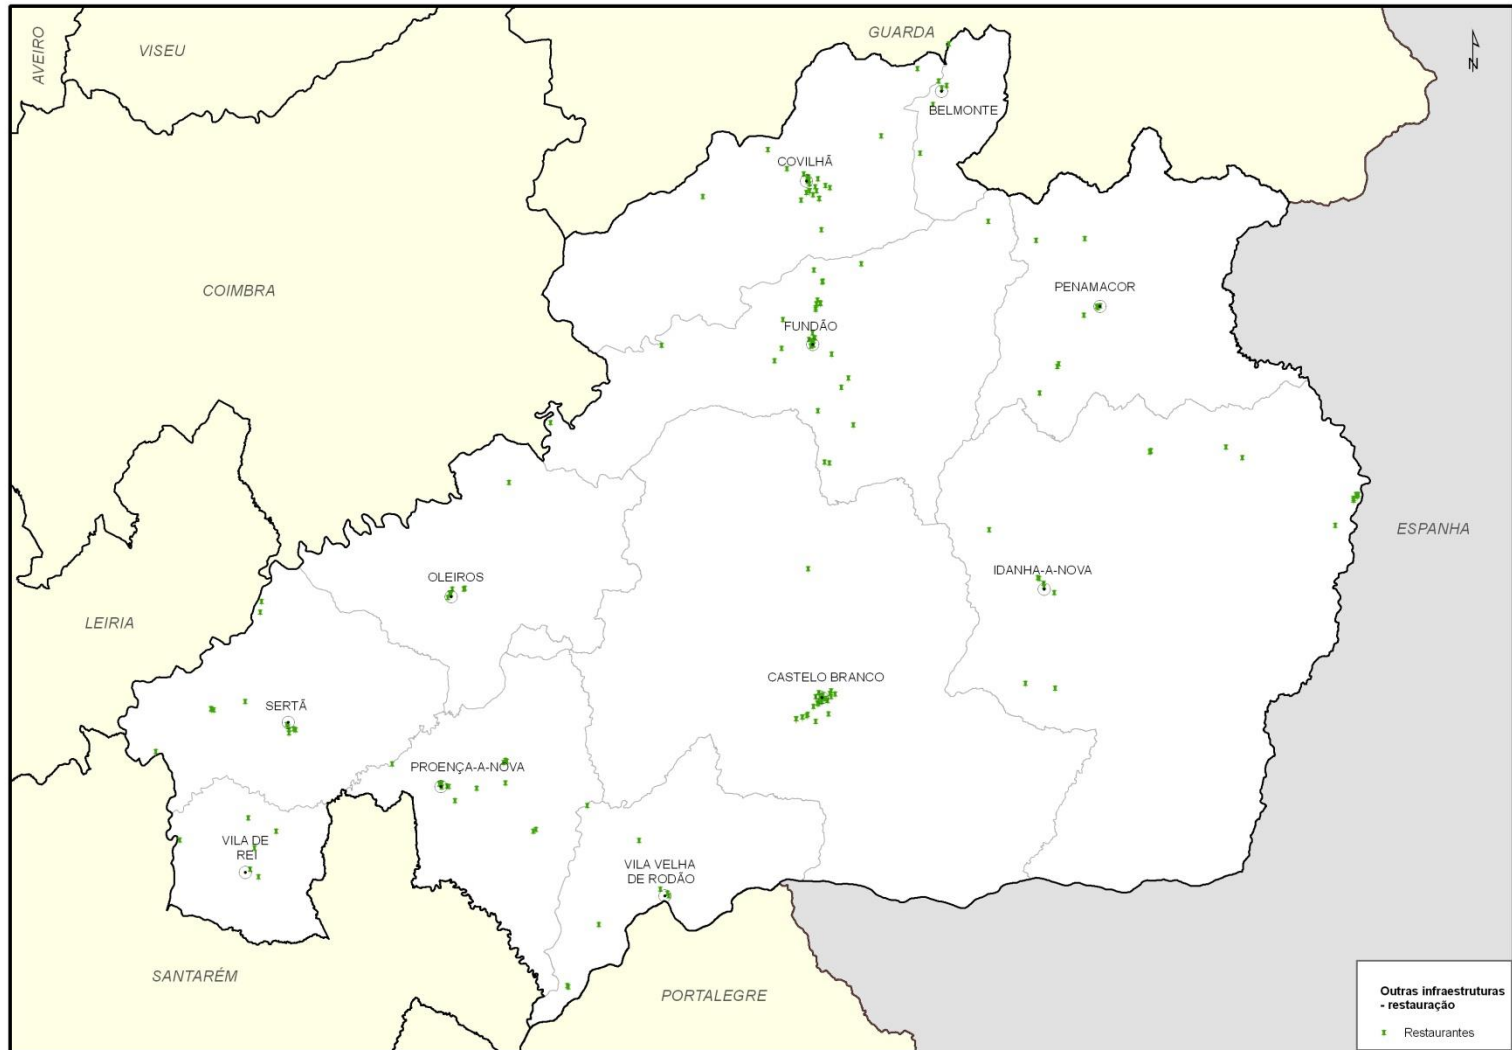 GUARDA
AVEIRO
VISEU
N
BELMONTE
COVILHÃ
COIMBRA
PENAMACOR
FUNDÃO
ESPANHA
IDANHA-A-NOVA
OLEIROS
LEIRIA
CASTELO BRANCO
SERTÃ
PROENÇA-A-NOVA
VILA DE
REI
VILA VELHA
DE RODÃO
SANTARÉM
PORTALEGRE
Outras infraestruturas
- restauração
Restaurantes